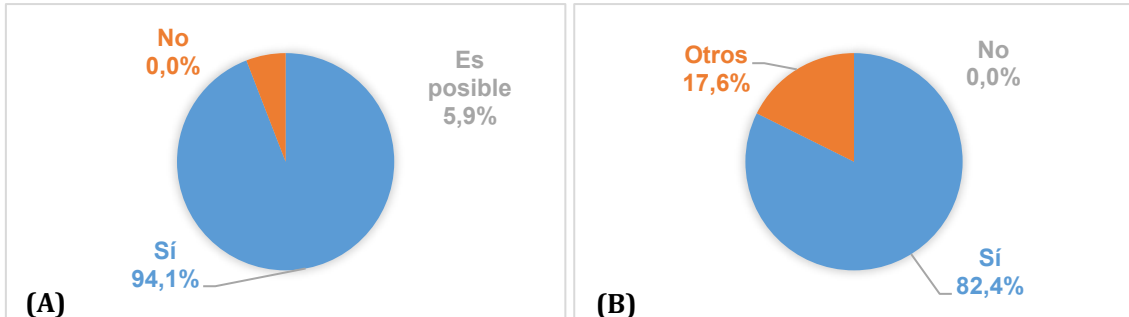 No
0,0%
Es
posible
5,9%
Sí
94,1%
(A)
Otros
17,6%
No
0,0%
Sí
82,4%
(B)